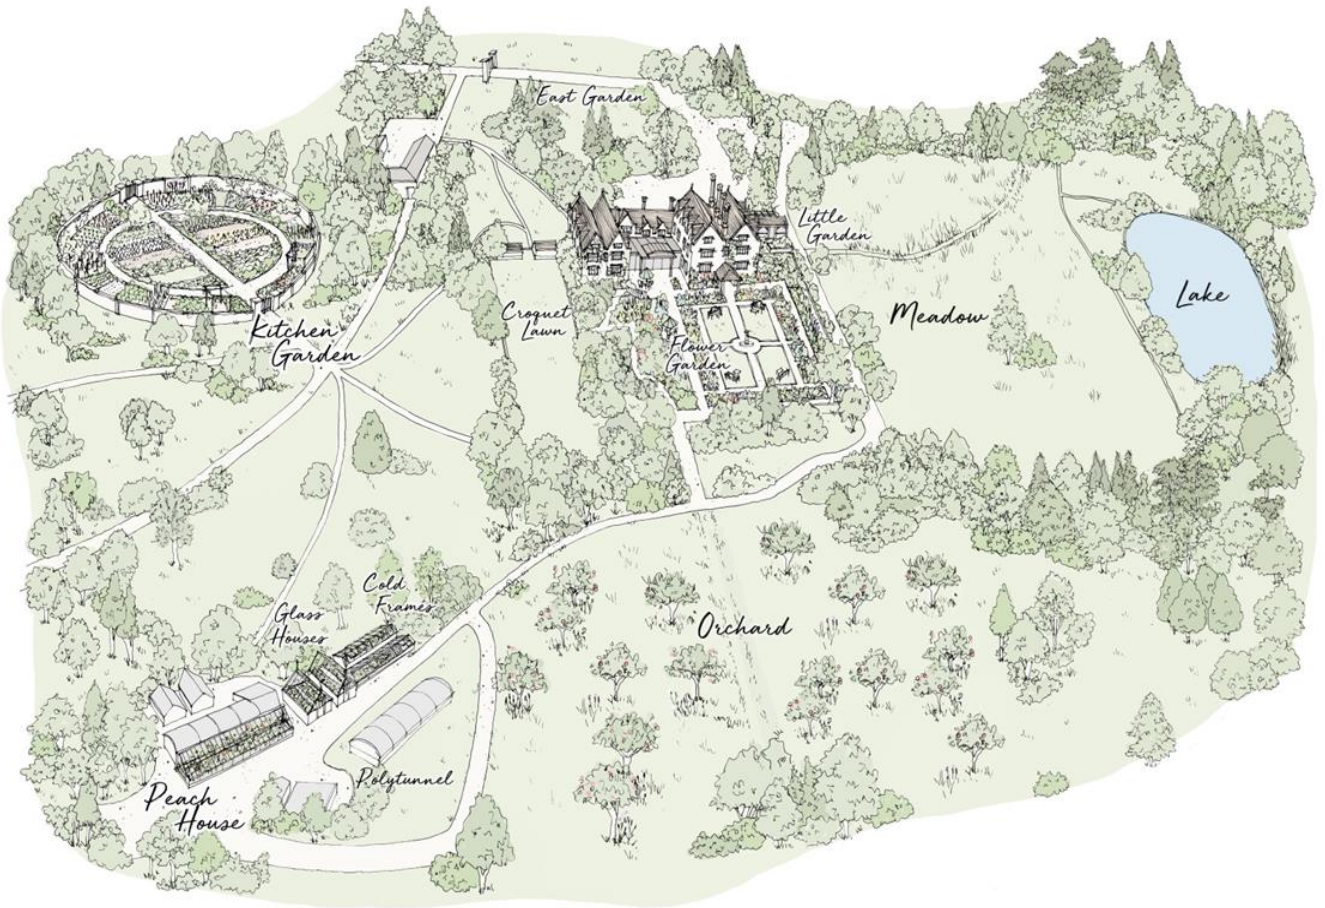 East Garden
Little
Garden
Lake
Croquet
Lawn
Meadow
Kitchen
Garden
Flower
Garden
Cold
Frames
Glass
Houses
Orchard
Polytunnel
Peach
House